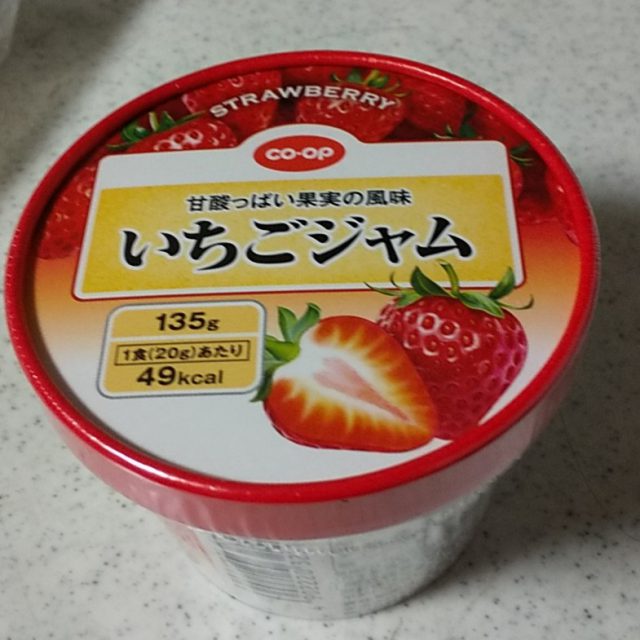 STRAWBERRY
CO·OP
甘酸っぱい果実の風味
いちごジャム
135g
1食(20g)あたり
49kcal